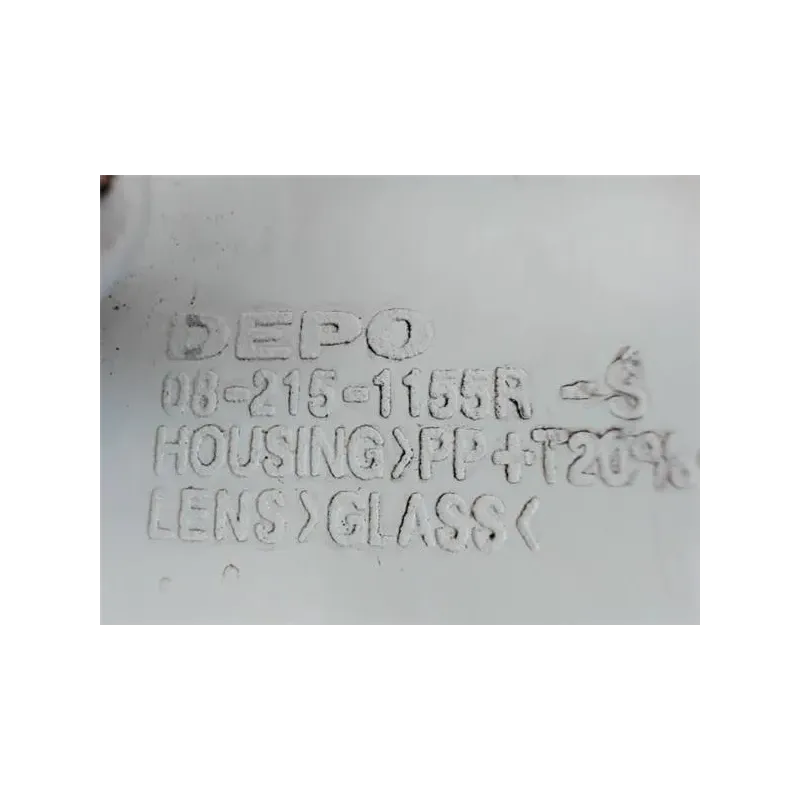 DEPO
08-215-1155R -S
HOUSING>PP+T20%
LENS>GLASS<